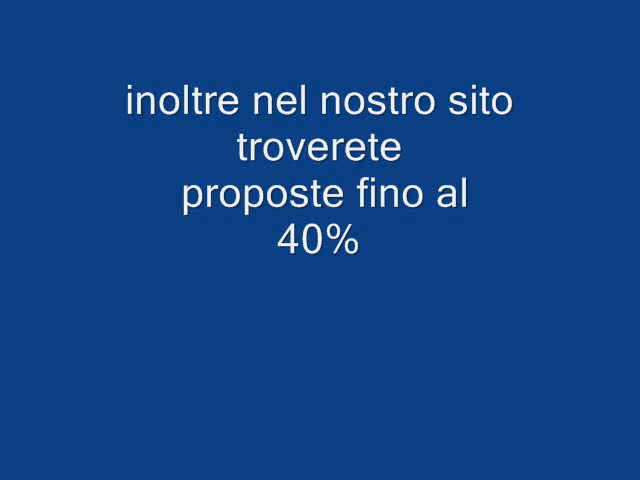 inoltre nel nostro sito
troverete
proposte fino al
40%